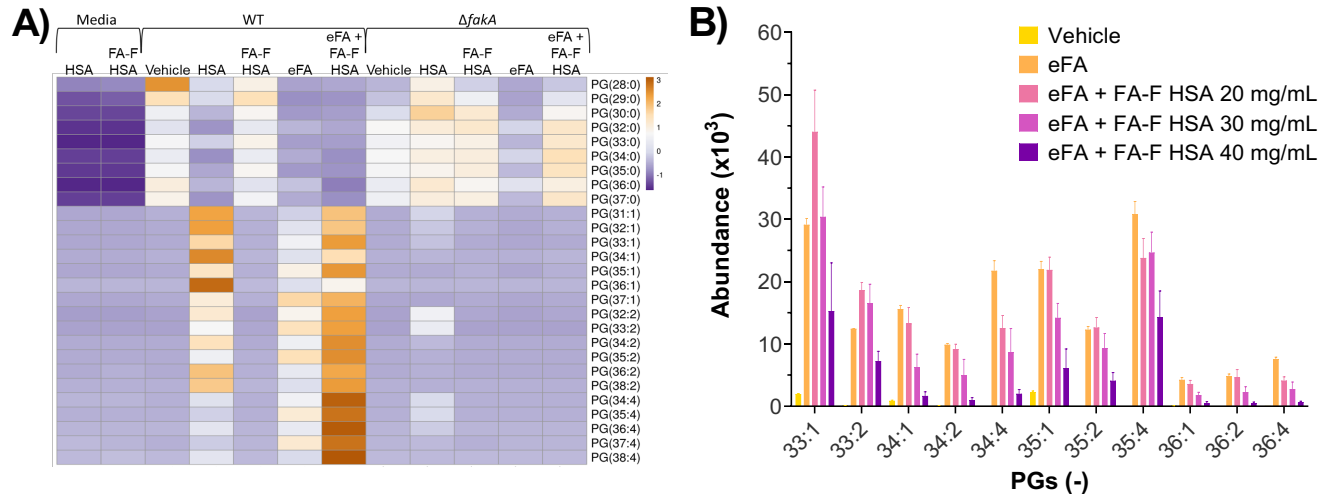 A)
Media
WT
ΔfakA
HSA
FA-F HSA
Vehicle
HSA
FA-F HSA
eFA
eFA + FA-F HSA
Vehicle
HSA
FA-F HSA
eFA
eFA + FA-F HSA
PG(28:0)
PG(29:0)
PG(30:0)
PG(32:0)
PG(33:0)
PG(34:0)
PG(35:0)
PG(36:0)
PG(37:0)
PG(31:1)
PG(32:1)
PG(33:1)
PG(34:1)
PG(35:1)
PG(36:1)
PG(37:1)
PG(32:2)
PG(33:2)
PG(34:2)
PG(35:2)
PG(36:2)
PG(38:2)
PG(34:4)
PG(35:4)
PG(36:4)
PG(37:4)
PG(38:4)
3
2
1
0
-1
B)
Vehicle
eFA
eFA + FA-F HSA 20 mg/mL
eFA + FA-F HSA 30 mg/mL
eFA + FA-F HSA 40 mg/mL
Abundance (x10³)
60
50
40
30
20
10
0
33:1
33:2
34:1
34:2
34:4
35:1
35:2
35:4
36:1
36:2
36:4
PGs (-)